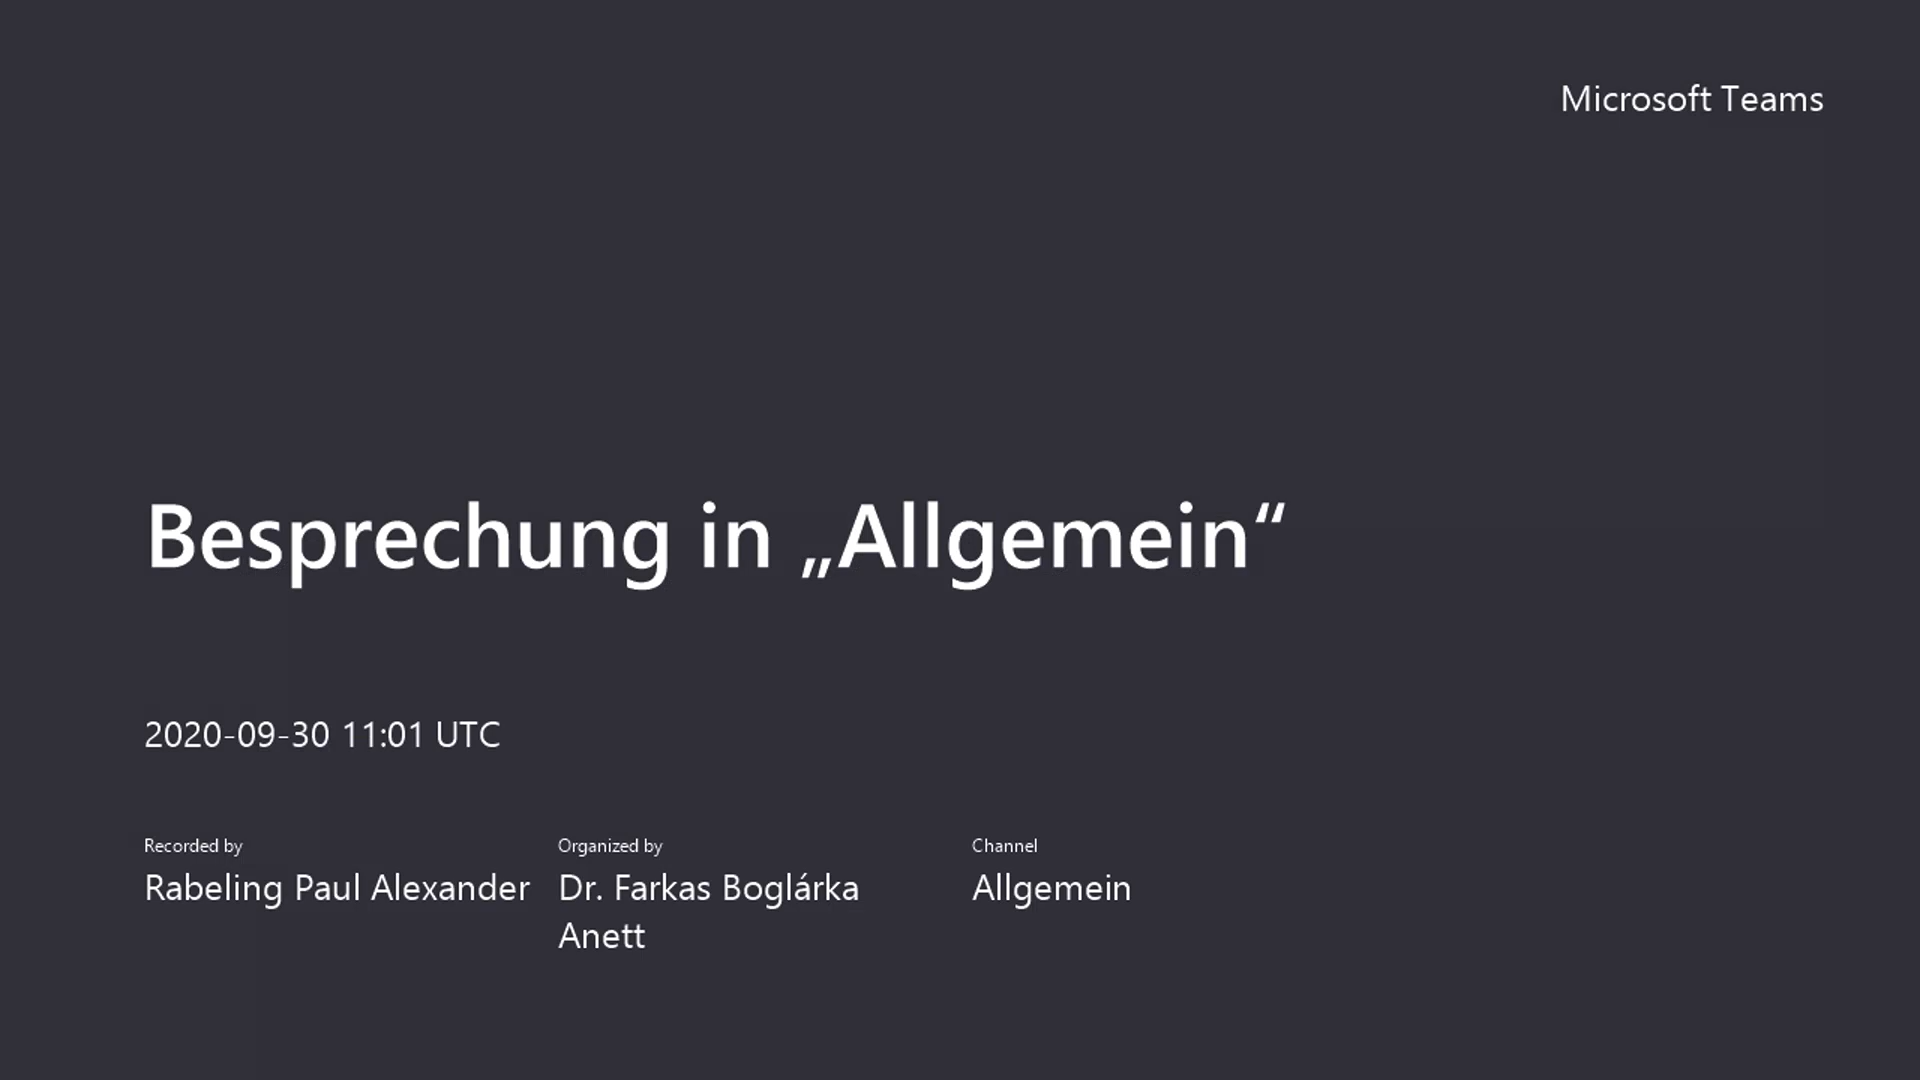 Microsoft Teams
Besprechung in „Allgemein“
2020-09-30 11:01 UTC
Recorded by
Rabeling Paul Alexander
Organized by
Dr. Farkas Boglárka
Anett
Channel
Allgemein